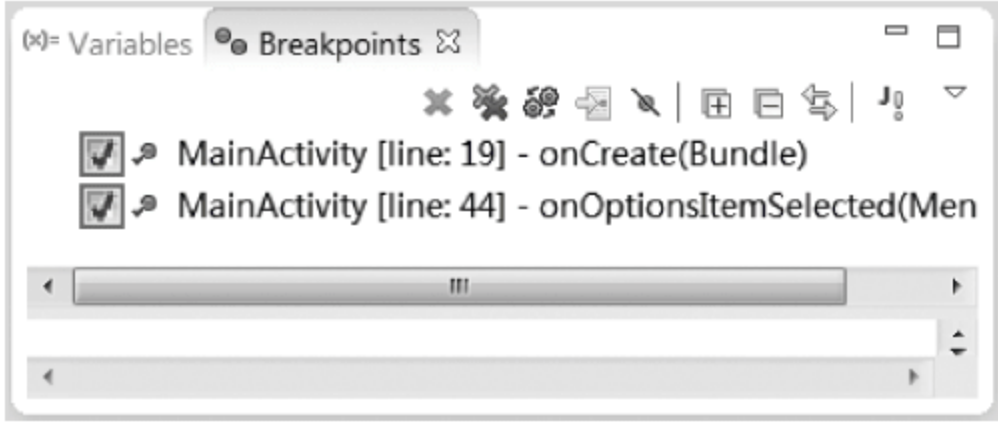 (x)= Variables Breakpoints
J
MainActivity [line: 19] - onCreate(Bundle)
MainActivity [line: 44] - onOptionsItemSelected(Men